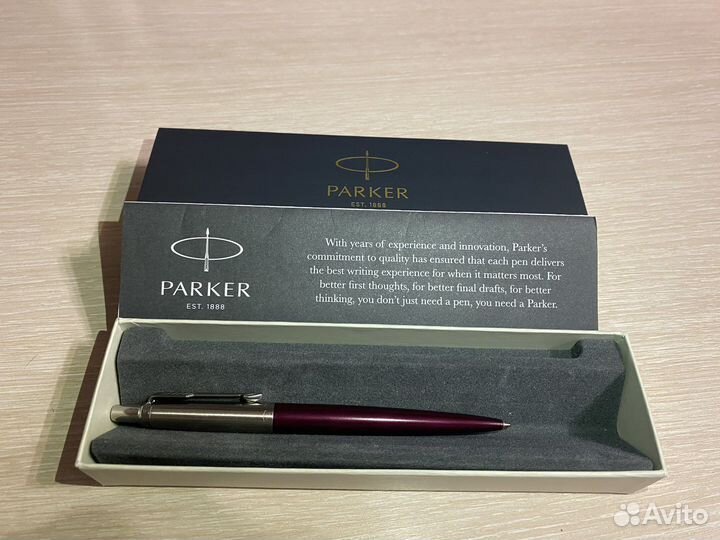 PARKER
EST. 1888
PARKER
EST. 1888
With years of experience and innovation, Parker's
commitment to quality has ensured that each pen delivers
the best writing experience for when it matters most. For
better first thoughts, for better final drafts, for better
thinking, you don't just need a pen, you need a Parker.
Avito